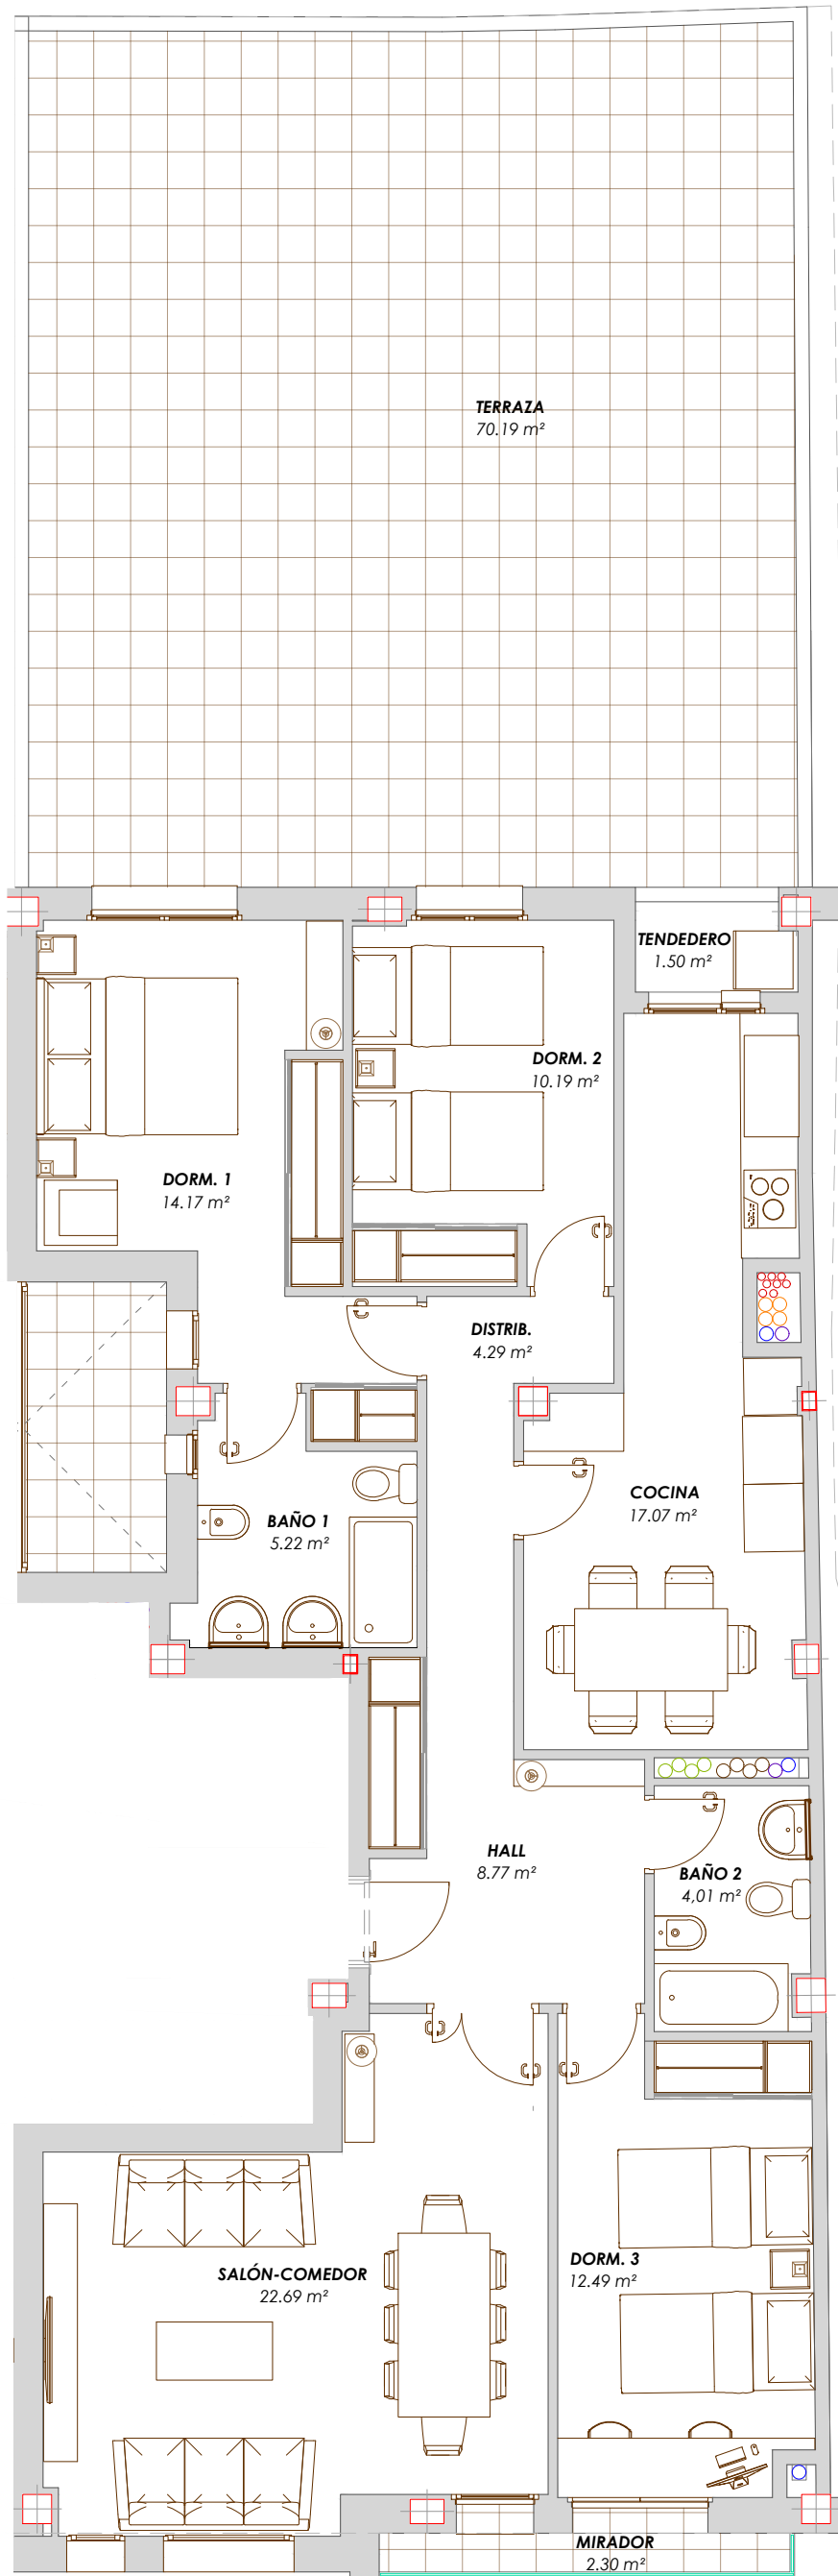 TERRAZA
70.19 m²
TENDEDERO
1.50 m²
DORM. 2
10.19 m²
DORM. 1
14.17 m²
DISTRIB.
4.29 m²
COCINA
17.07 m²
BAÑO 1
5.22 m²
HALL
8.77 m²
BAÑO 2
4,01 m²
SALÓN-COMEDOR
22.69 m²
DORM. 3
12.49 m²
MIRADOR
2.30 m²